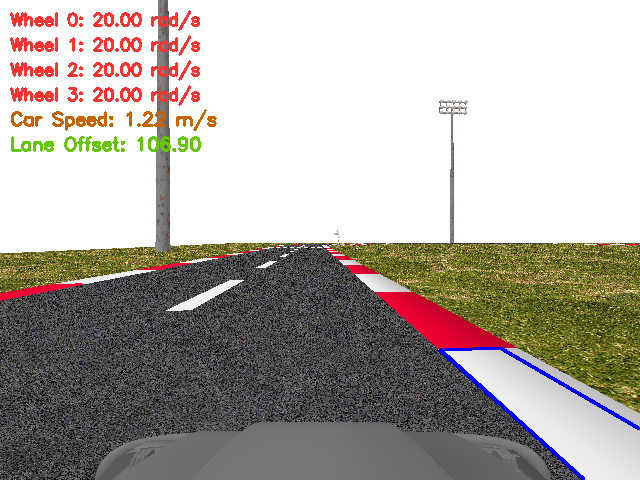 Wheel 0: 20.00 rad/s
Wheel 1: 20.00 rad/s
Wheel 2: 20.00 rad/s
Wheel 3: 20.00 rad/s
Car Speed: 1.22 m/s
Lane Offset: 106.90